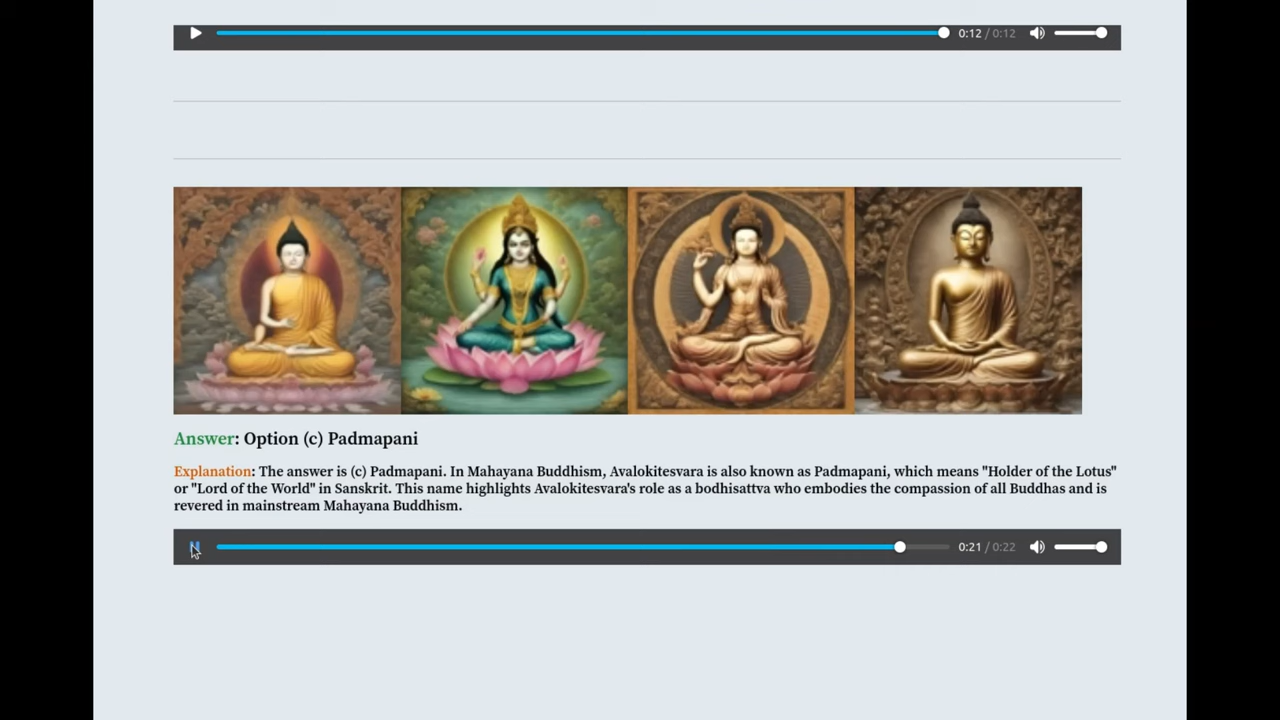 0:12 / 0:12
Answer: Option (c) Padmapani
Explanation: The answer is (c) Padmapani. In Mahayana Buddhism, Avalokitesvara is also known as Padmapani, which means "Holder of the Lotus"
or "Lord of the World" in Sanskrit. This name highlights Avalokitesvara's role as a bodhisattva who embodies the compassion of all Buddhas and is
revered in mainstream Mahayana Buddhism.
0:21 / 0:22